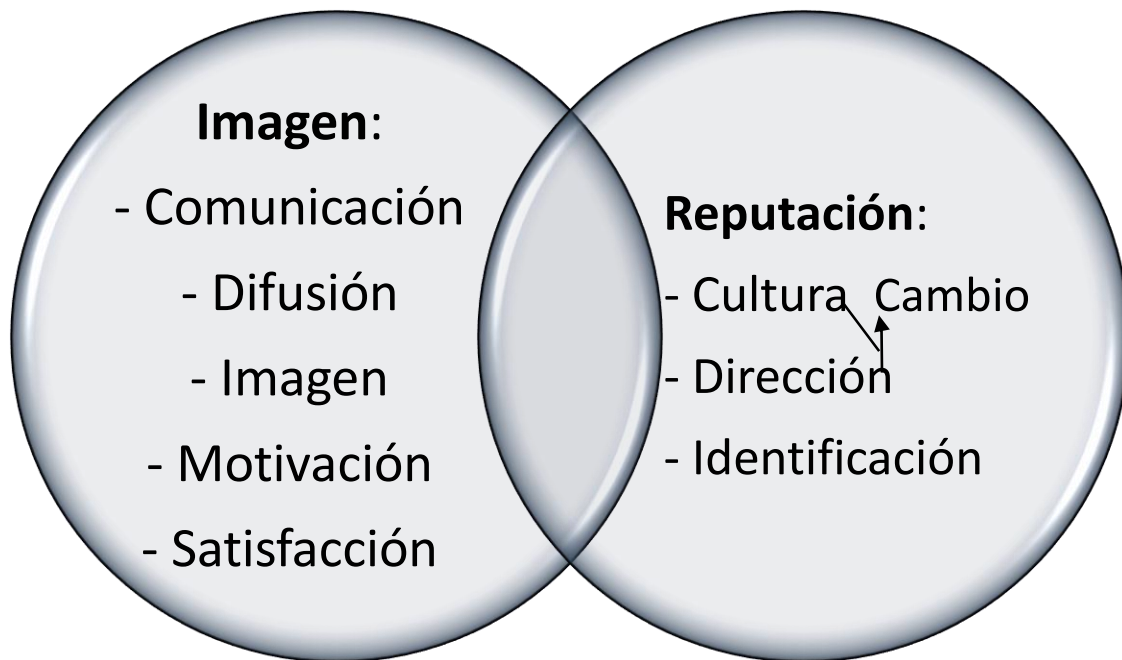 Imagen:
- Comunicación
- Difusión
- Imagen
- Motivación
- Satisfacción
Reputación:
- Cultura Cambio
- Dirección
- Identificación